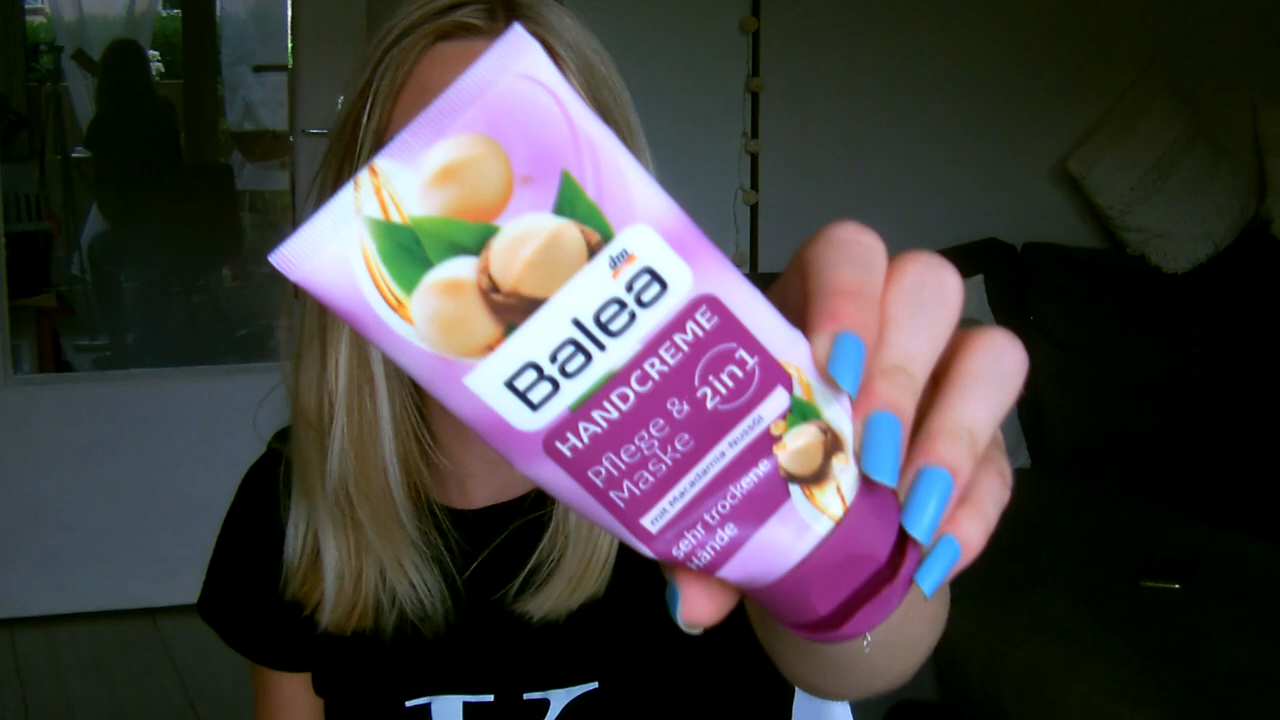 dm
Balea
HANDCREME
Pflege &
Maske
2in1
mit Macadamia-Nussöl
sehr trockene
Hände